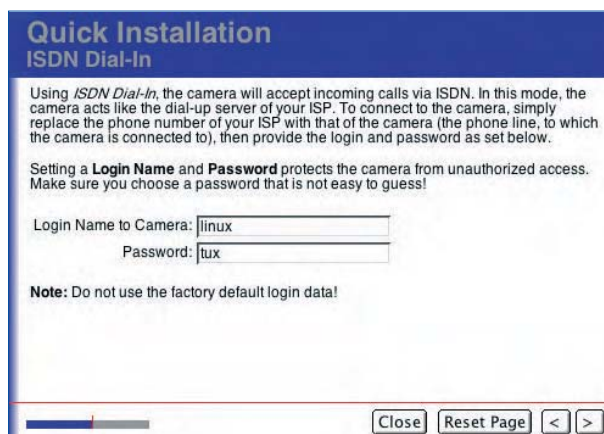 Quick Installation
ISDN Dial-In
Using ISDN Dial-In, the camera will accept incoming calls via ISDN. In this mode, the
camera acts like the dial-up server of your ISP. To connect to the camera, simply
replace the phone number of your ISP with that of the camera (the phone line, to which
the camera is connected to), then provide the login and password as set below.
Setting a Login Name and Password protects the camera from unauthorized access.
Make sure you choose a password that is not easy to guess!
Login Name to Camera: linux
Password: tux
Note: Do not use the factory default login data!
Close Reset Page < >